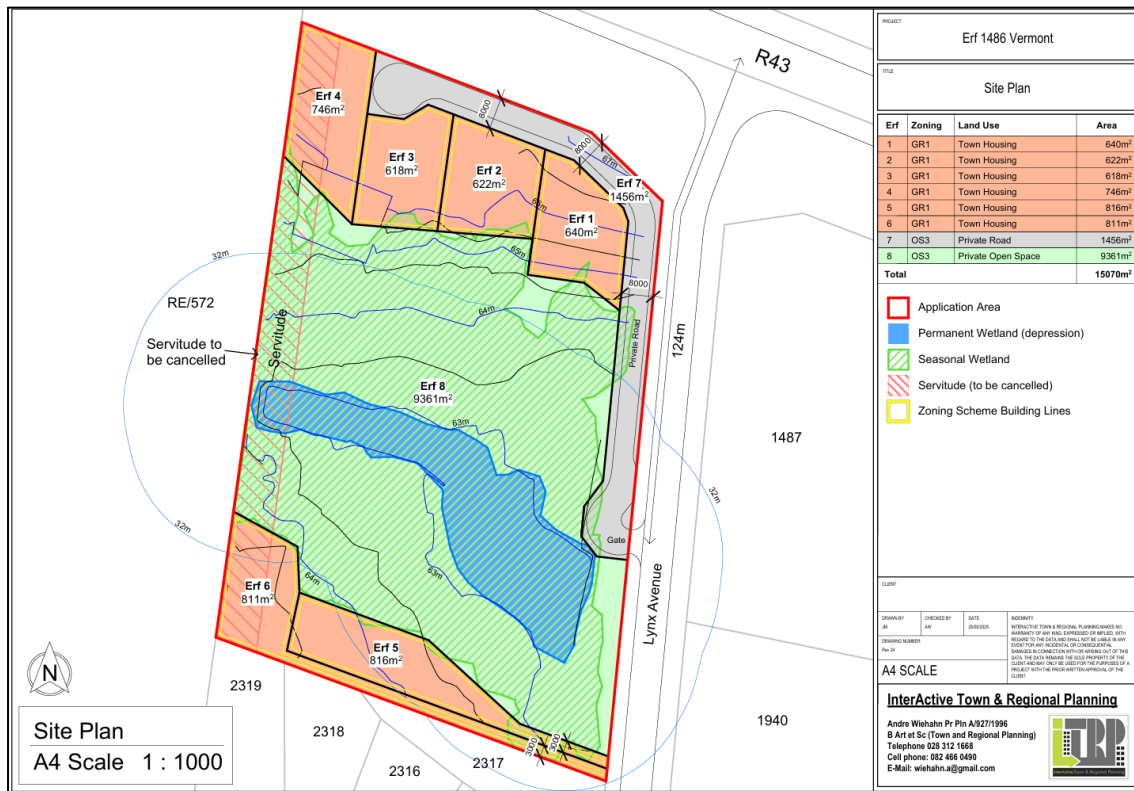 R43
Erf 4
746m²
Erf 3
618m²
Erf 2
622m²
Erf 1
640m²
Erf 7
1456m²
8000
8000
8000
67m
65m
64m
32m
RE/572
Servitude to
be cancelled
Servitude
Private Road
124m
Erf 8
9361m²
63m
1487
32m
32m
Gate
63m
64m
Erf 6
811m²
Erf 5
816m²
Lynx Avenue
3000
3000
N
2319
2318
2317
2316
1940
Site Plan
A4 Scale 1 : 1000
PROJECT
Erf 1486 Vermont
TITLE
Site Plan
Erf Zoning Land Use Area
1 GR1 Town Housing 640m²
2 GR1 Town Housing 622m²
3 GR1 Town Housing 618m²
4 GR1 Town Housing 746m²
5 GR1 Town Housing 816m²
6 GR1 Town Housing 811m²
7 OS3 Private Road 1456m²
8 OS3 Private Open Space 9361m²
Total 15070m²
Application Area
Permanent Wetland (depression)
Seasonal Wetland
Servitude (to be cancelled)
Zoning Scheme Building Lines
CLIENT
DRAWN BY CHECKED BY DATE
JM AW 25/09/2025
DRAWING NUMBER
A4 SCALE
INDEMNITY
INTERACTIVE TOWN & REGIONAL PLANNING MAKES NO
WARRANTY OF ANY KIND, EXPRESSED OR IMPLIED, WITH
REGARD TO THE DATA AND SHALL NOT BE LIABLE IN ANY
EVENT FOR ANY INCIDENTAL OR CONSEQUENTIAL
DAMAGES IN CONNECTION WITH OR ARISING OUT OF THIS
DATA. THE DATA REMAINS THE SOLE PROPERTY OF THE
CLIENT AND MAY ONLY BE USED FOR THE PURPOSES OF A
PROJECT WITH THE PRIOR WRITTEN APPROVAL OF THE
CLIENT.
InterActive Town & Regional Planning
Andre Wiehahn Pr Pln A/927/1996
B Art et Sc (Town and Regional Planning)
Telephone 028 312 1668
Cell phone: 082 466 0490
E-Mail: wiehahn.a@gmail.com
iTRP
InterActive Town & Regional Planning